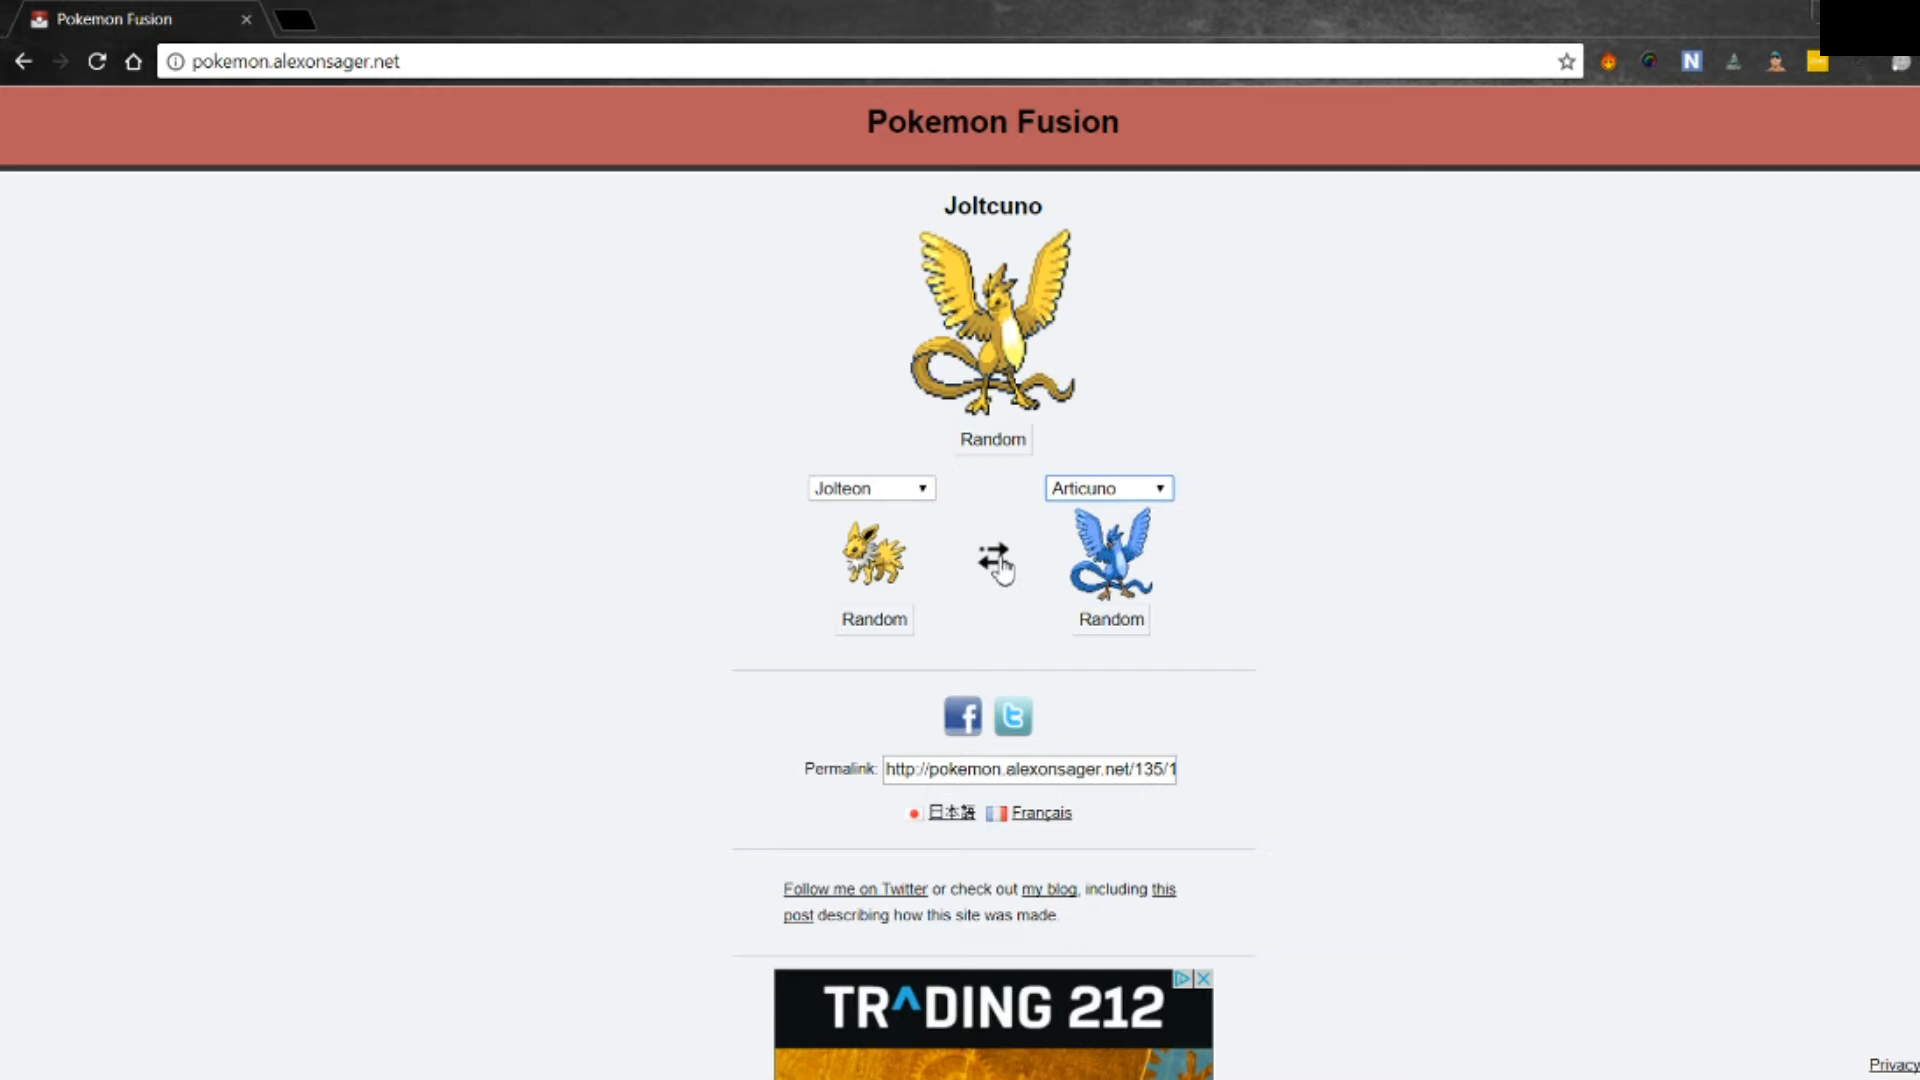 Pokemon Fusion
pokemon.alexonsager.net
N
Pokemon Fusion
Joltcuno
Random
Jolteon
Articuno
Random
Random
f
t
Permalink: http://pokemon.alexonsager.net/135/1
日本語 Français
Follow me on Twitter or check out my blog, including this
post describing how this site was made.
TR^DING 212
Privacy